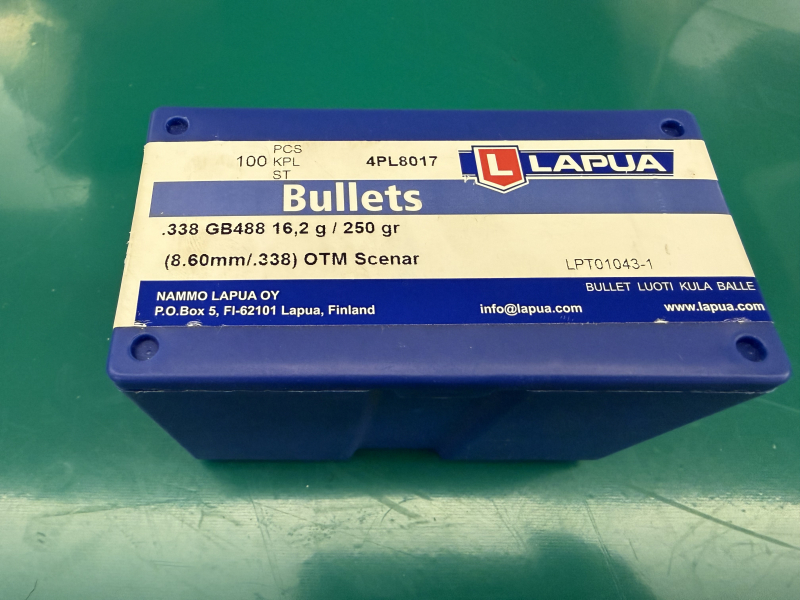 PCS
100 KPL
ST
4PL8017
L LAPUA
Bullets
.338 GB488 16,2 g / 250 gr
(8.60mm/.338) OTM Scenar
LPT01043-1
BULLET LUOTI KULA BALLE
NAMMO LAPUA OY
P.O.Box 5, FI-62101 Lapua, Finland
info@lapua.com
www.lapua.com